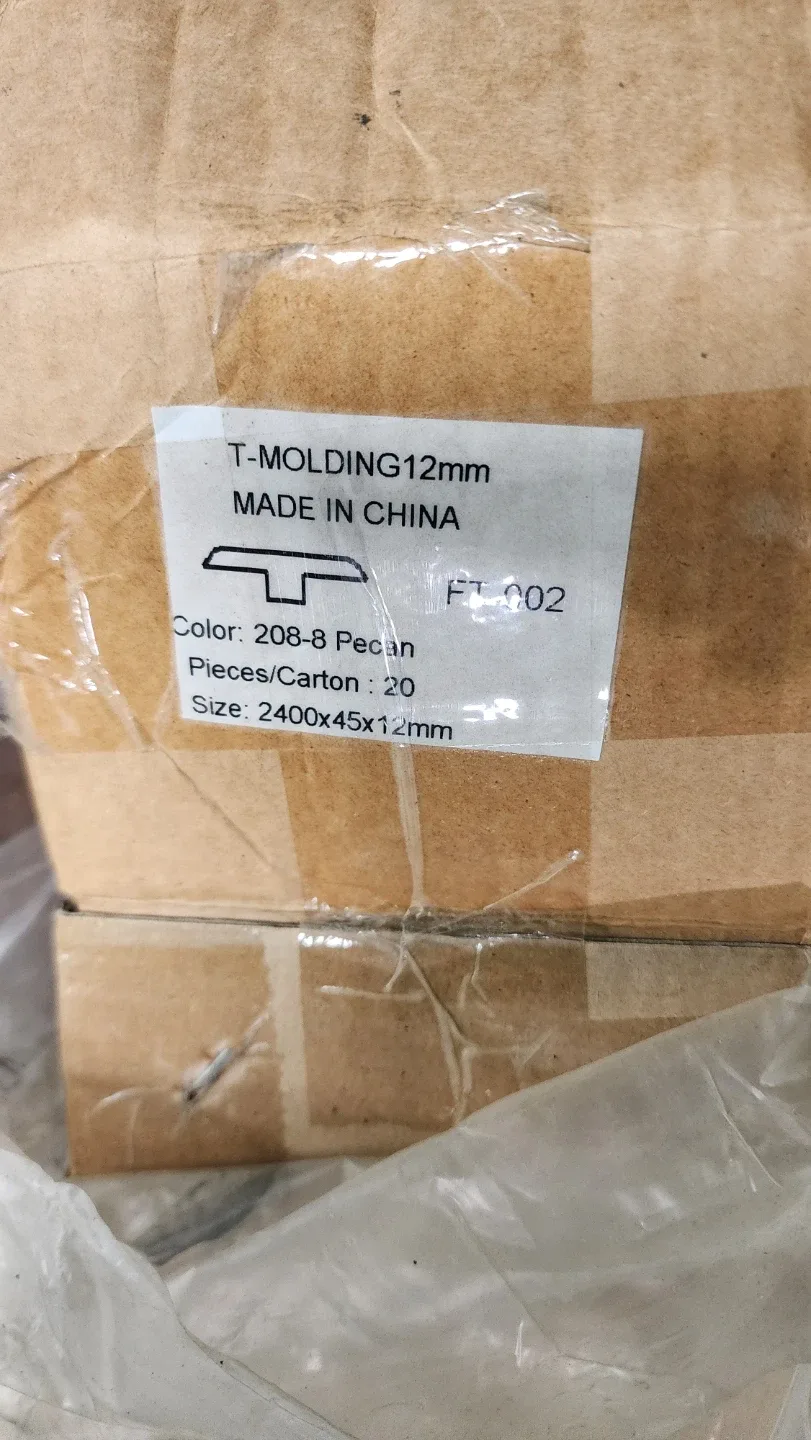 T-MOLDING12mm
MADE IN CHINA
FT-002
Color: 208-8 Pecan
Pieces/Carton : 20
Size: 2400x45x12mm